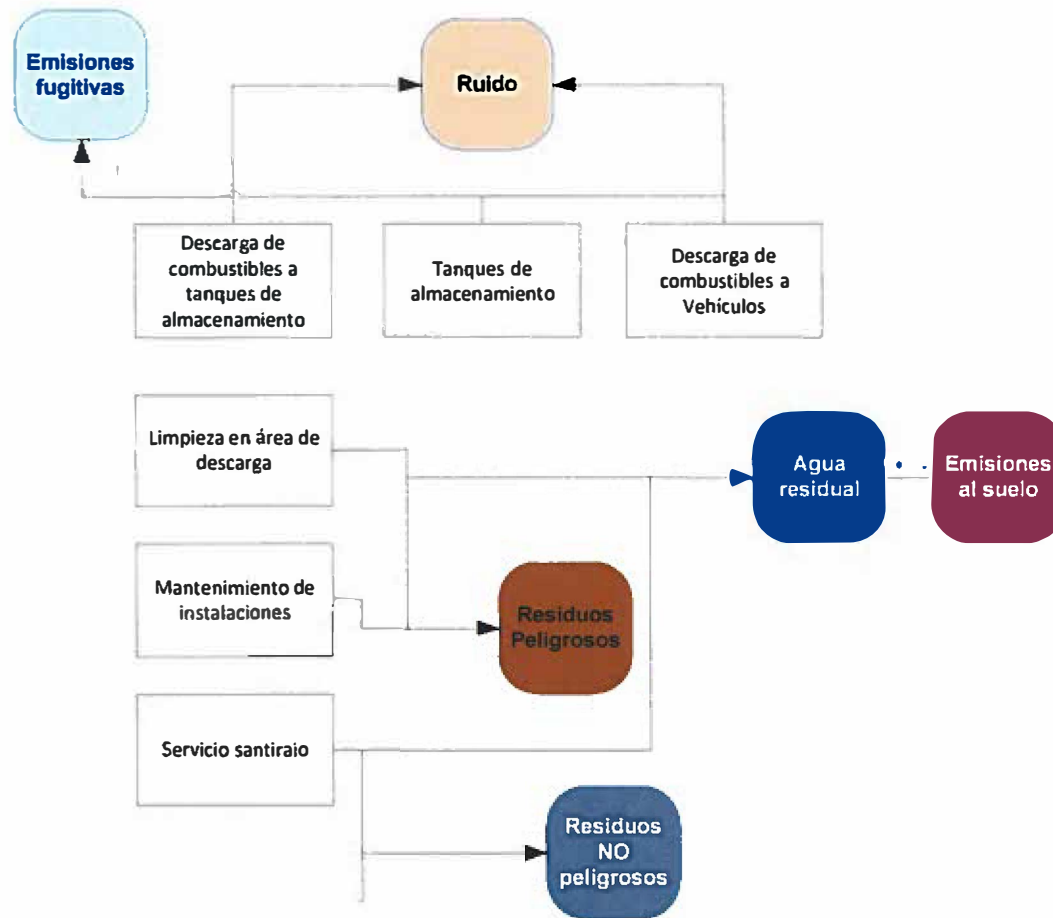 Emisiones
fugitivas
Ruido
Descarga de
combustibles a
tanques de
almacenamiento
Tanques de
almacenamiento
Descarga de
combustibles a
Vehículos
Limpieza en área de
descarga
Agua
residual
Emisiones
al suelo
Mantenimiento de
instalaciones
Residuos
Peligrosos
Servicio santiraio
Residuos
NO
peligrosos